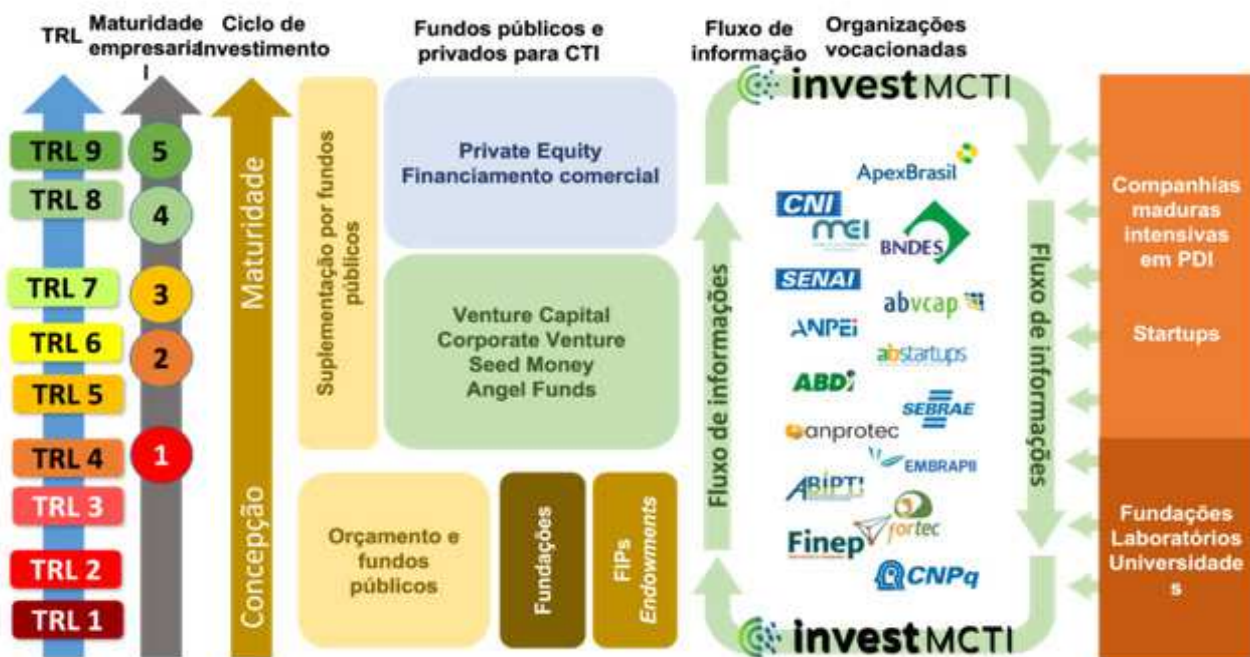 TRL
Maturidade
empresaria
l
Ciclo de
investimento
Fundos públicos e
privados para CTI
Fluxo de
informação
Organizações
vocacionadas
TRL 9
TRL 8
TRL 7
TRL 6
TRL 5
TRL 4
TRL 3
TRL 2
TRL 1
5
4
3
2
1
Maturidade
Concepção
Suplementação por fundos
públicos
Private Equity
Financiamento comercial
Venture Capital
Corporate Venture
Seed Money
Angel Funds
Orçamento e
fundos
públicos
Fundações
FIPs
Endowments
investMCTI
Fluxo de informações
ApexBrasil
CNI
mei
BNDES
SENAI
abvcap
ANPEi
abstartups
ABDi
SEBRAE
anprotec
EMBRAPII
ABIPTI
fortec
Finep
CNPq
investMCTI
Fluxo de informações
Companhias
maduras
intensivas
em PDI
Startups
Fundações
Laboratórios
Universidade
s